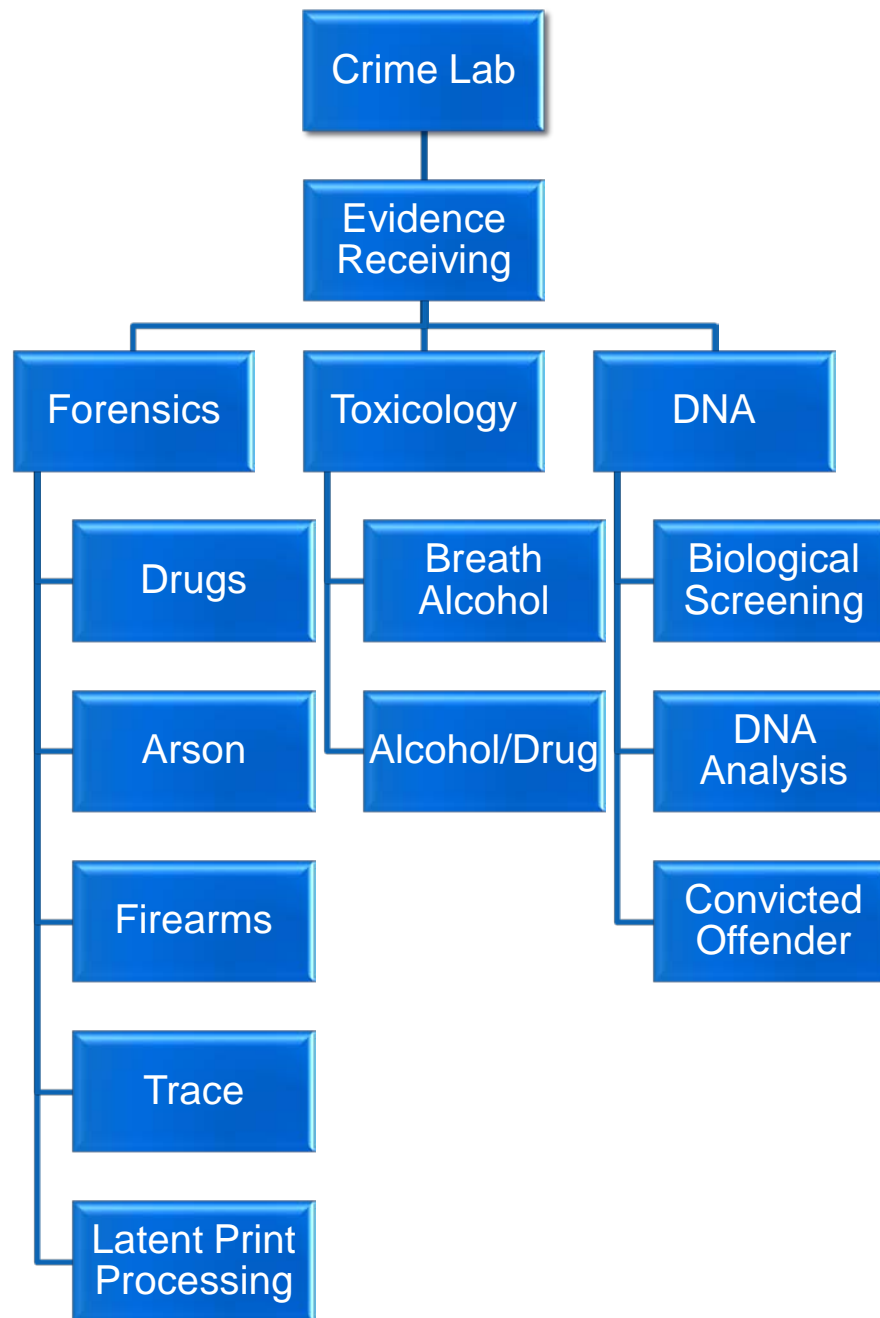 Crime Lab
Evidence
Receiving
Forensics
Toxicology
DNA
Drugs
Breath
Alcohol
Biological
Screening
Arson
Alcohol/Drug
DNA
Analysis
Firearms
Convicted
Offender
Trace
Latent Print
Processing